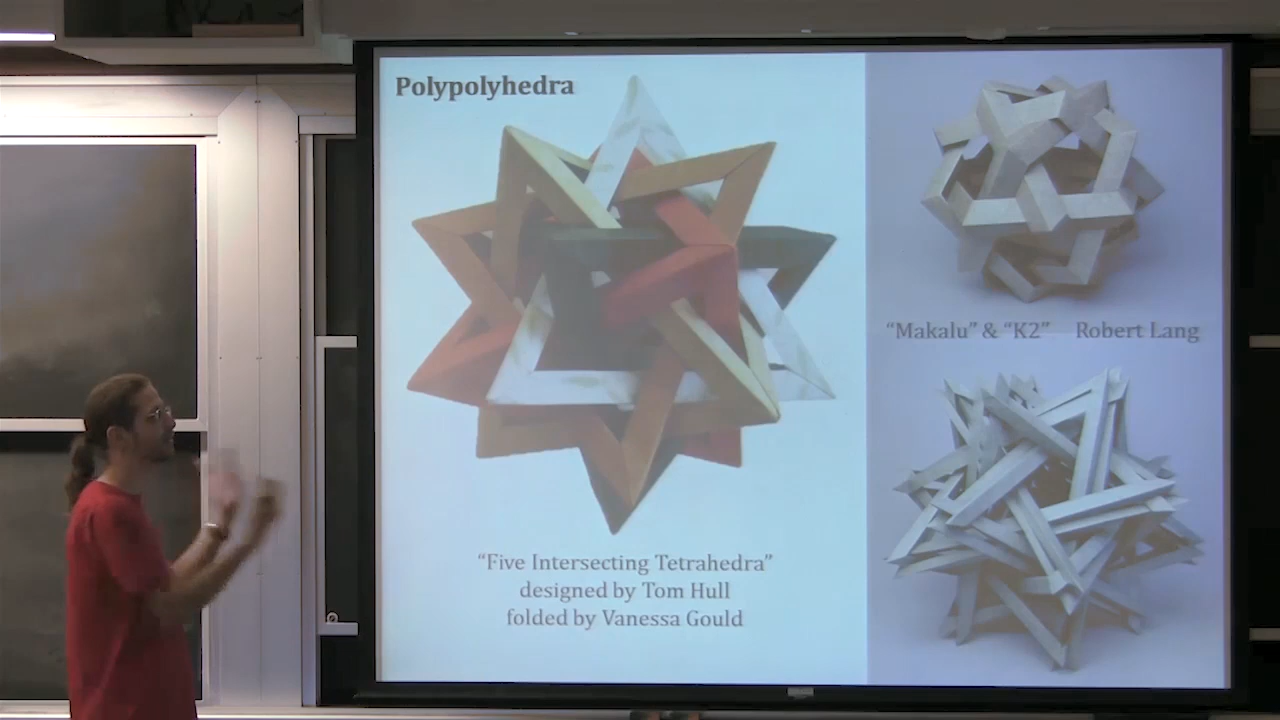 Polypolyhedra
“Five Intersecting Tetrahedra”
designed by Tom Hull
folded by Vanessa Gould
“Makalu” & “K2” Robert Lang